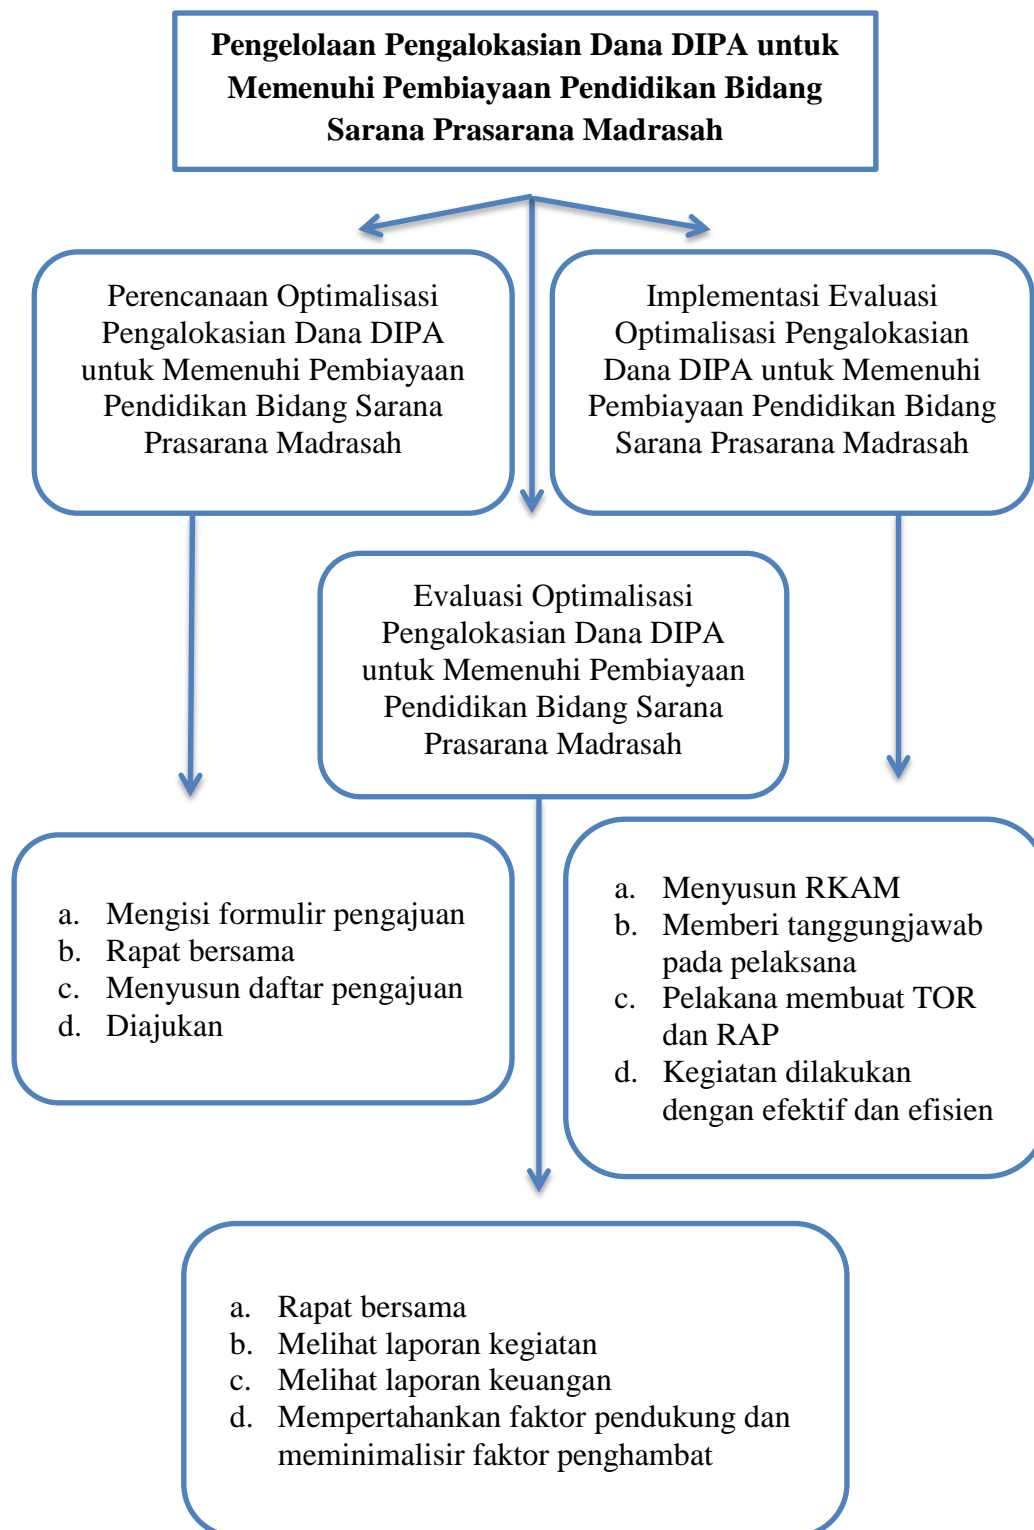 Pengelolaan Pengalokasian Dana DIPA untuk
Memenuhi Pembiayaan Pendidikan Bidang
Sarana Prasarana Madrasah
Perencanaan Optimalisasi
Pengalokasian Dana DIPA
untuk Memenuhi Pembiayaan
Pendidikan Bidang Sarana
Prasarana Madrasah
Implementasi Evaluasi
Optimalisasi Pengalokasian
Dana DIPA untuk Memenuhi
Pembiayaan Pendidikan Bidang
Sarana Prasarana Madrasah
Evaluasi Optimalisasi
Pengalokasian Dana DIPA
untuk Memenuhi Pembiayaan
Pendidikan Bidang Sarana
Prasarana Madrasah
a. Mengisi formulir pengajuan
b. Rapat bersama
c. Menyusun daftar pengajuan
d. Diajukan
a. Menyusun RKAM
b. Memberi tanggungjawab
pada pelaksana
c. Pelakana membuat TOR
dan RAP
d. Kegiatan dilakukan
dengan efektif dan efisien
a. Rapat bersama
b. Melihat laporan kegiatan
c. Melihat laporan keuangan
d. Mempertahankan faktor pendukung dan
meminimalisir faktor penghambat